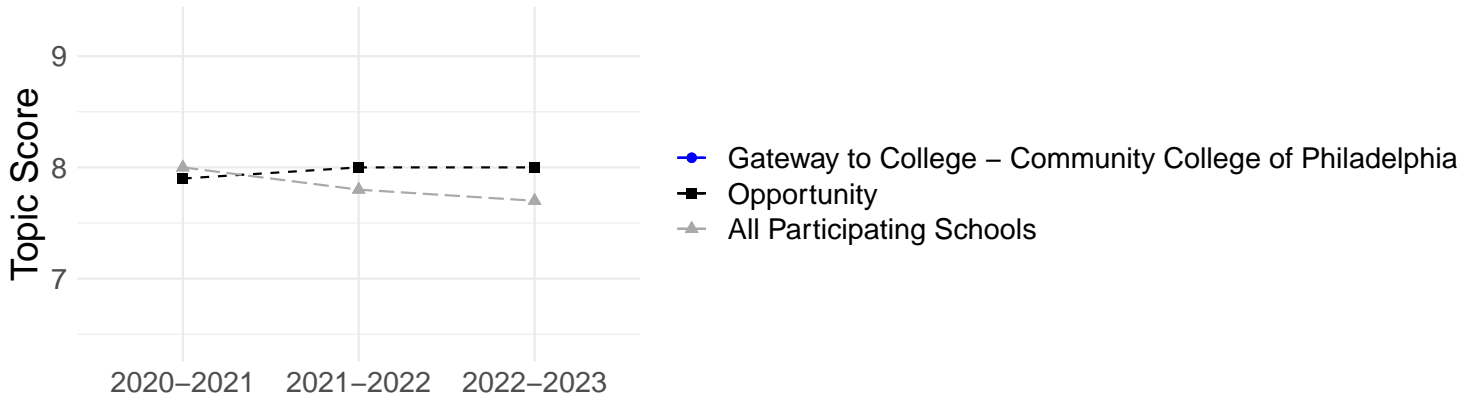 Topic Score
9
8
7
2020–2021 2021–2022 2022–2023
Gateway to College – Community College of Philadelphia
Opportunity
All Participating Schools